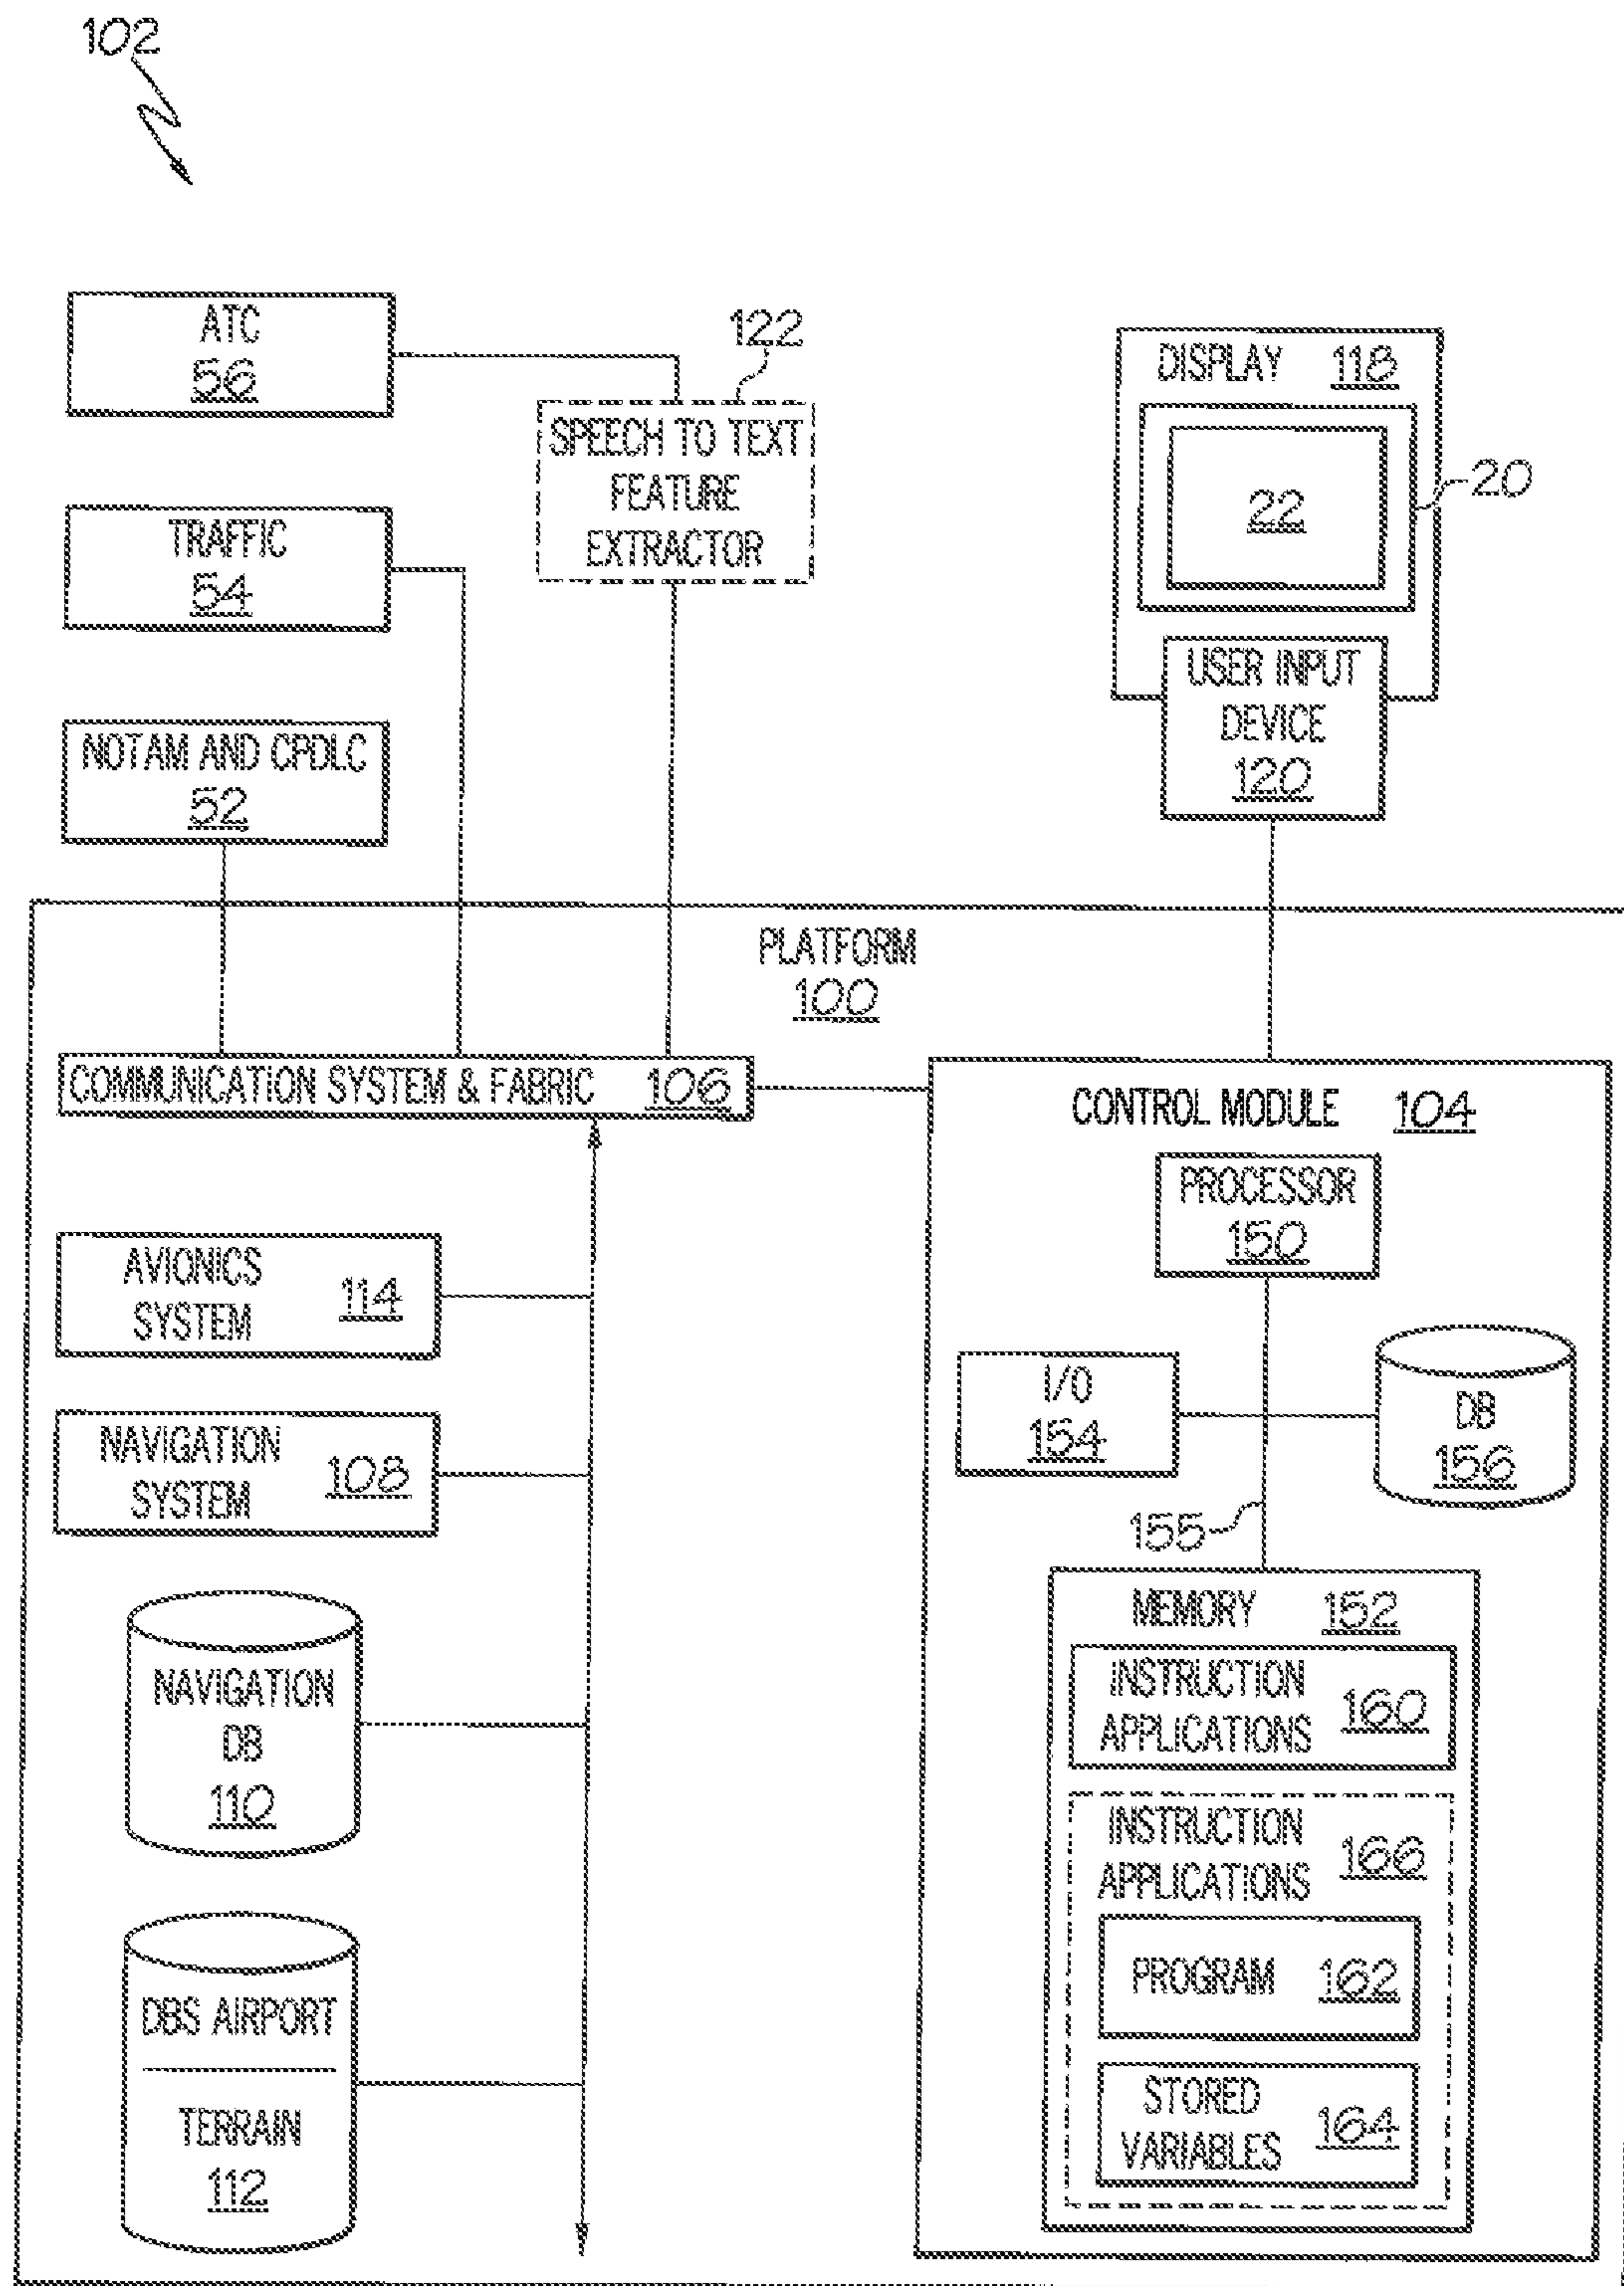 102
ATC
56
122
SPEECH TO TEXT
FEATURE
EXTRACTOR
TRAFFIC
54
NOTAM AND CPDLC
52
DISPLAY 118
22
20
USER INPUT
DEVICE
120
PLATFORM
100
COMMUNICATION SYSTEM & FABRIC 106
AVIONICS
SYSTEM
114
NAVIGATION
SYSTEM
108
NAVIGATION
DB
110
DBS AIRPORT
TERRAIN
112
CONTROL MODULE 104
PROCESSOR
150
I/O
154
DB
156
155
MEMORY 152
INSTRUCTION
APPLICATIONS
160
INSTRUCTION
APPLICATIONS
166
PROGRAM 162
STORED
VARIABLES
164